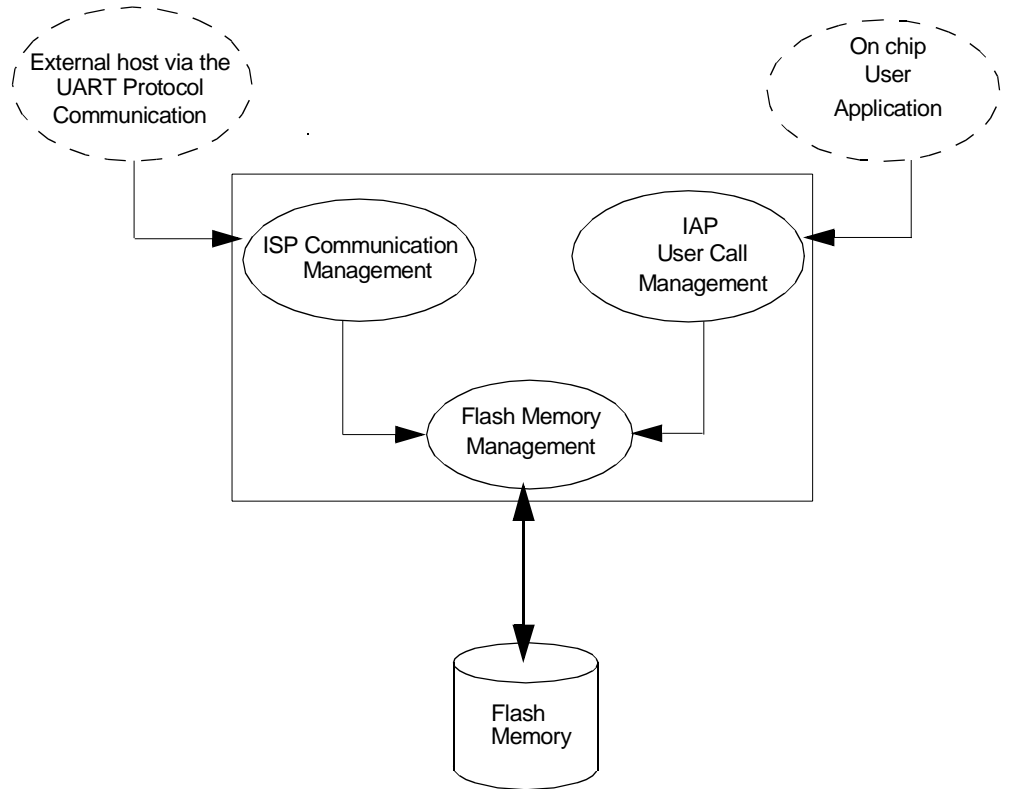 External host via the
UART Protocol
Communication
On chip
User
Application
ISP Communication
Management
IAP
User Call
Management
Flash Memory
Management
Flash
Memory